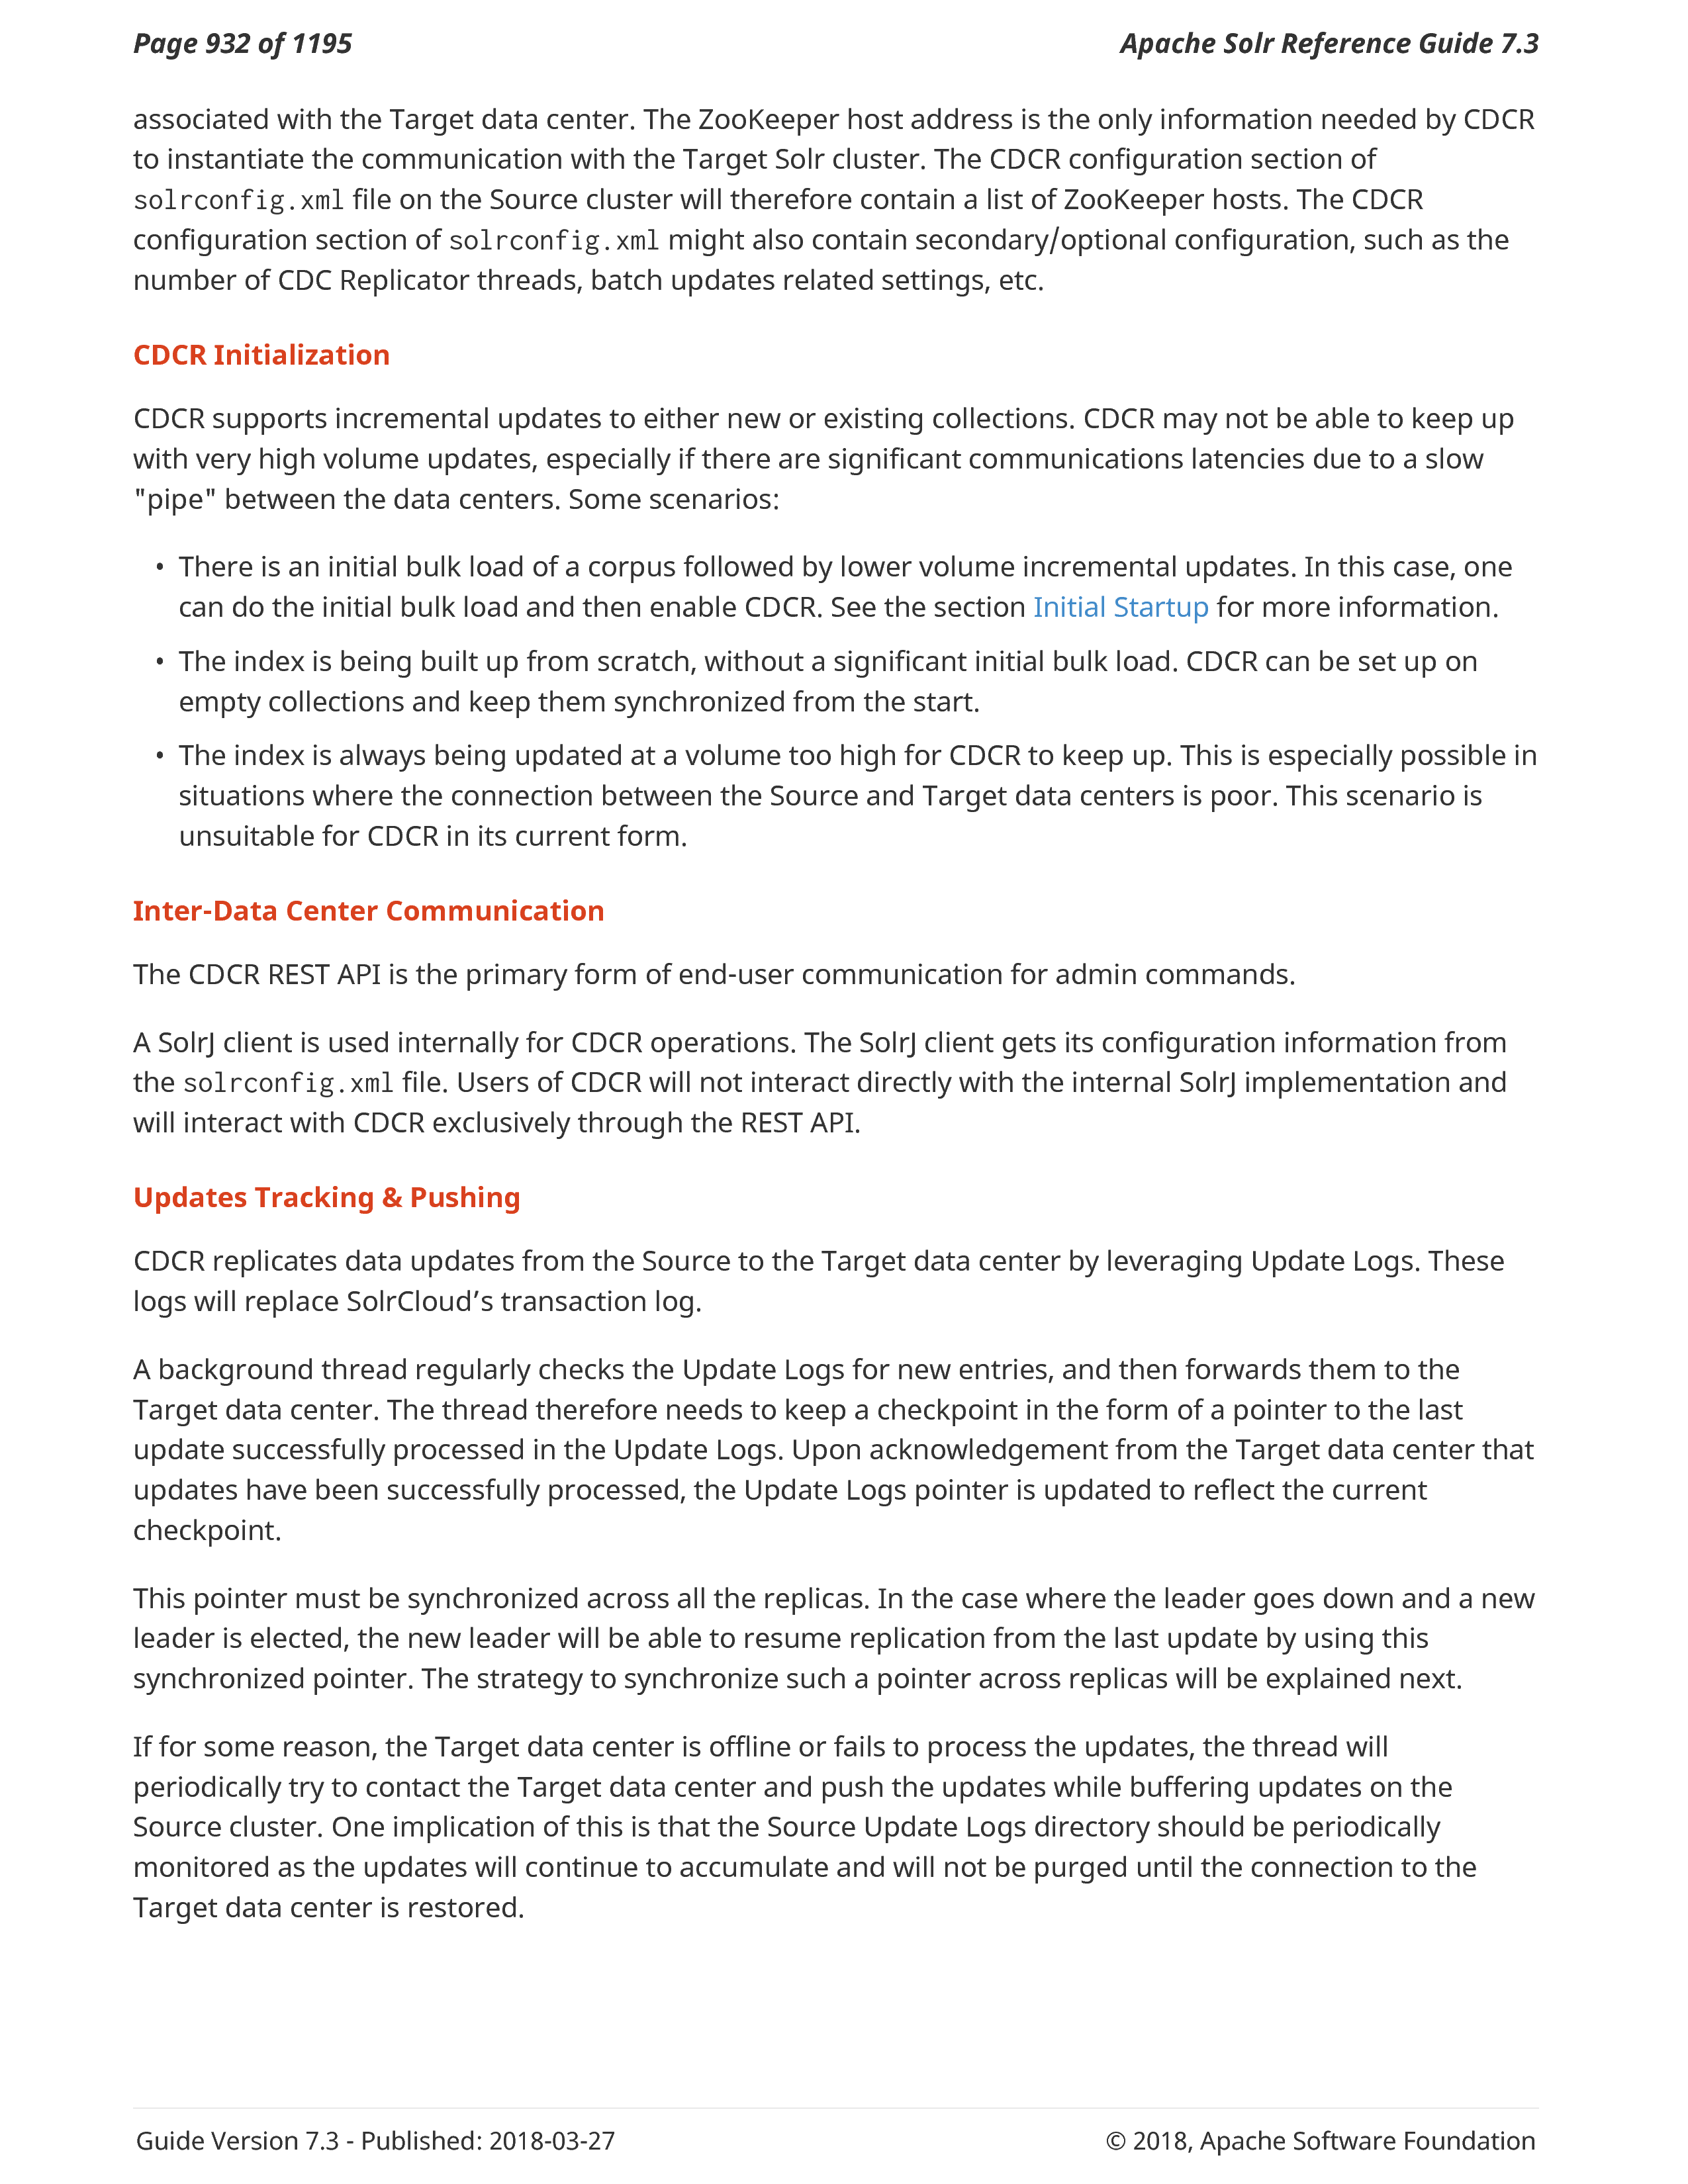 Page 932 of 1195
Apache Solr Reference Guide 7.3
associated with the Target data center. The ZooKeeper host address is the only information needed by CDCR
to instantiate the communication with the Target Solr cluster. The CDCR configuration section of
solrconfig.xml file on the Source cluster will therefore contain a list of ZooKeeper hosts. The CDCR
configuration section of solrconfig.xml might also contain secondary/optional configuration, such as the
number of CDC Replicator threads, batch updates related settings, etc.
CDCR Initialization
CDCR supports incremental updates to either new or existing collections. CDCR may not be able to keep up
with very high volume updates, especially if there are significant communications latencies due to a slow
"pipe" between the data centers. Some scenarios:
• There is an initial bulk load of a corpus followed by lower volume incremental updates. In this case, one
can do the initial bulk load and then enable CDCR. See the section Initial Startup for more information.
• The index is being built up from scratch, without a significant initial bulk load. CDCR can be set up on
empty collections and keep them synchronized from the start.
• The index is always being updated at a volume too high for CDCR to keep up. This is especially possible in
situations where the connection between the Source and Target data centers is poor. This scenario is
unsuitable for CDCR in its current form.
Inter-Data Center Communication
The CDCR REST API is the primary form of end-user communication for admin commands.
A SolrJ client is used internally for CDCR operations. The SolrJ client gets its configuration information from
the solrconfig.xml file. Users of CDCR will not interact directly with the internal SolrJ implementation and
will interact with CDCR exclusively through the REST API.
Updates Tracking & Pushing
CDCR replicates data updates from the Source to the Target data center by leveraging Update Logs. These
logs will replace SolrCloud’s transaction log.
A background thread regularly checks the Update Logs for new entries, and then forwards them to the
Target data center. The thread therefore needs to keep a checkpoint in the form of a pointer to the last
update successfully processed in the Update Logs. Upon acknowledgement from the Target data center that
updates have been successfully processed, the Update Logs pointer is updated to reflect the current
checkpoint.
This pointer must be synchronized across all the replicas. In the case where the leader goes down and a new
leader is elected, the new leader will be able to resume replication from the last update by using this
synchronized pointer. The strategy to synchronize such a pointer across replicas will be explained next.
If for some reason, the Target data center is offline or fails to process the updates, the thread will
periodically try to contact the Target data center and push the updates while buffering updates on the
Source cluster. One implication of this is that the Source Update Logs directory should be periodically
monitored as the updates will continue to accumulate and will not be purged until the connection to the
Target data center is restored.
Guide Version 7.3 - Published: 2018-03-27
© 2018, Apache Software Foundation